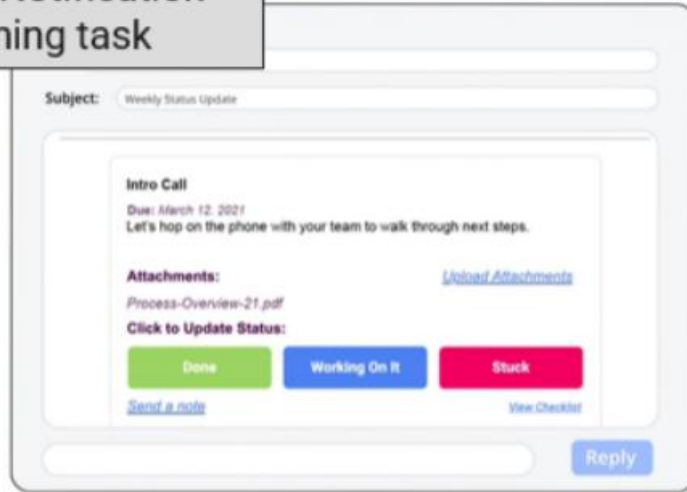 ning task
Subject: Weekly Status Update
Intro Call
Due: March 12, 2021
Let's hop on the phone with your team to walk through next steps.
Attachments: Upload Attachments
Process-Overview-21.pdf
Click to Update Status:
Done Working On It Stuck
Send a note View Checklist
Reply